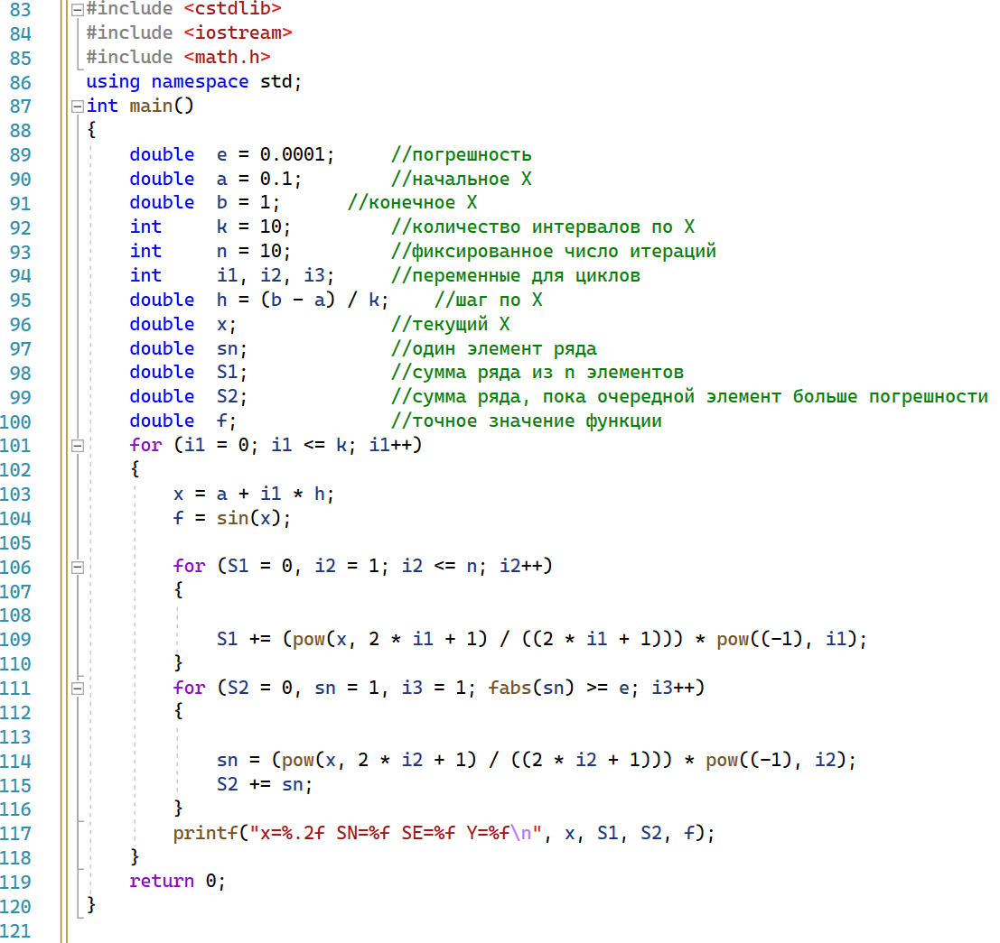 83 #include <cstdlib>
84 #include <iostream>
85 #include <math.h>
86 using namespace std;
87 int main()
88 {
89 double e = 0.0001; //погрешность
90 double a = 0.1; //начальное X
91 double b = 1; //конечное X
92 int k = 10; //количество интервалов по X
93 int n = 10; //фиксированное число итераций
94 int i1, i2, i3; //переменные для циклов
95 double h = (b - a) / k; //шаг по X
96 double x; //текущий X
97 double sn; //один элемент ряда
98 double S1; //сумма ряда из n элементов
99 double S2; //сумма ряда, пока очередной элемент больше погрешности
100 double f; //точное значение функции
101 for (i1 = 0; i1 <= k; i1++)
102 {
103 x = a + i1 * h;
104 f = sin(x);
105
106 for (S1 = 0, i2 = 1; i2 <= n; i2++)
107 {
108
109 S1 += (pow(x, 2 * i1 + 1) / ((2 * i1 + 1))) * pow((-1), i1);
110 }
111 for (S2 = 0, sn = 1, i3 = 1; fabs(sn) >= e; i3++)
112 {
113
114 sn = (pow(x, 2 * i2 + 1) / ((2 * i2 + 1))) * pow((-1), i2);
115 S2 += sn;
116 }
117 printf("x=%.2f SN=%f SE=%f Y=%f\n", x, S1, S2, f);
118 }
119 return 0;
120 }
121